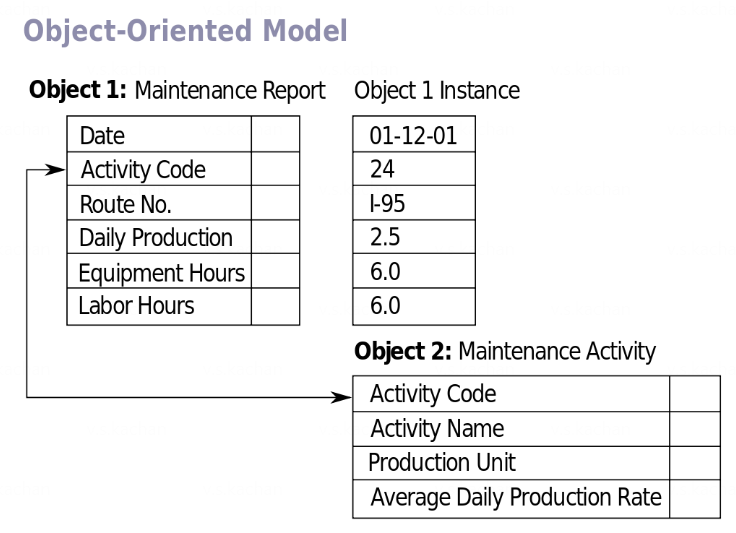 Object-Oriented Model
Object 1: Maintenance Report
Date
Activity Code
Route No.
Daily Production
Equipment Hours
Labor Hours
Object 1 Instance
01-12-01
24
I-95
2.5
6.0
6.0
Object 2: Maintenance Activity
Activity Code
Activity Name
Production Unit
Average Daily Production Rate